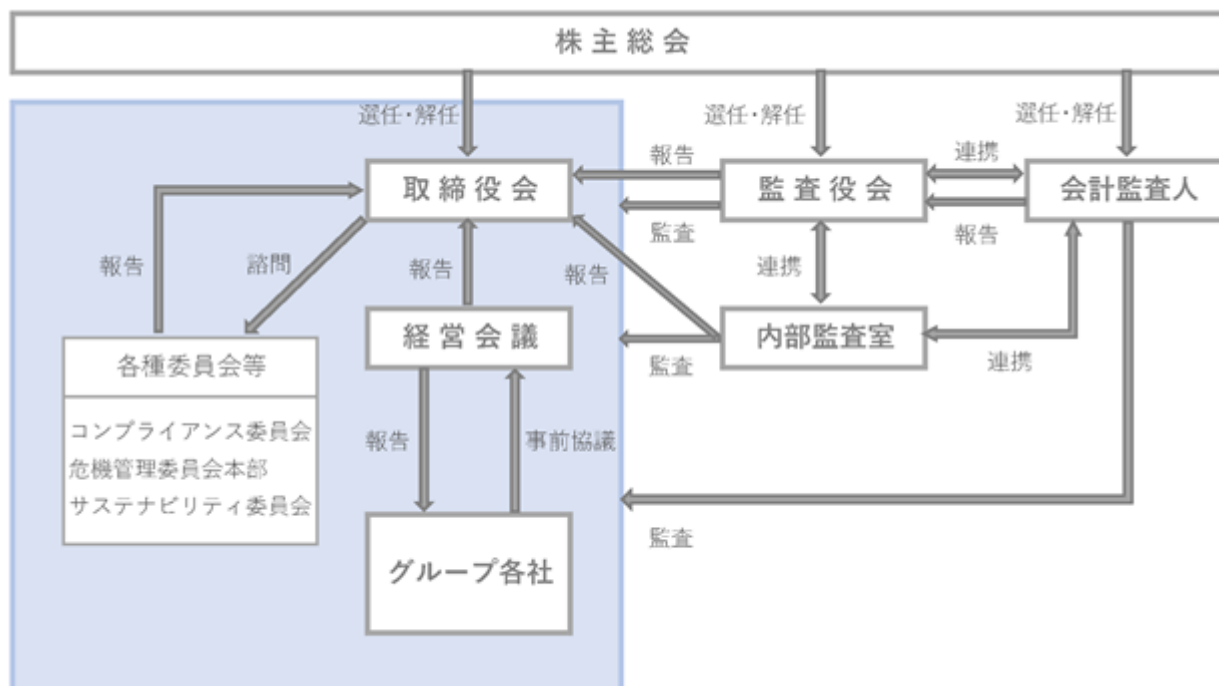 株主総会
選任・解任
選任・解任
選任・解任
取締役会
報告
監査
監査役会
連携
報告
会計監査人
報告
諮問
報告
報告
連携
経営会議
監査
内部監査室
連携
各種委員会等
コンプライアンス委員会
危機管理委員会本部
サステナビリティ委員会
報告
事前協議
監査
グループ各社